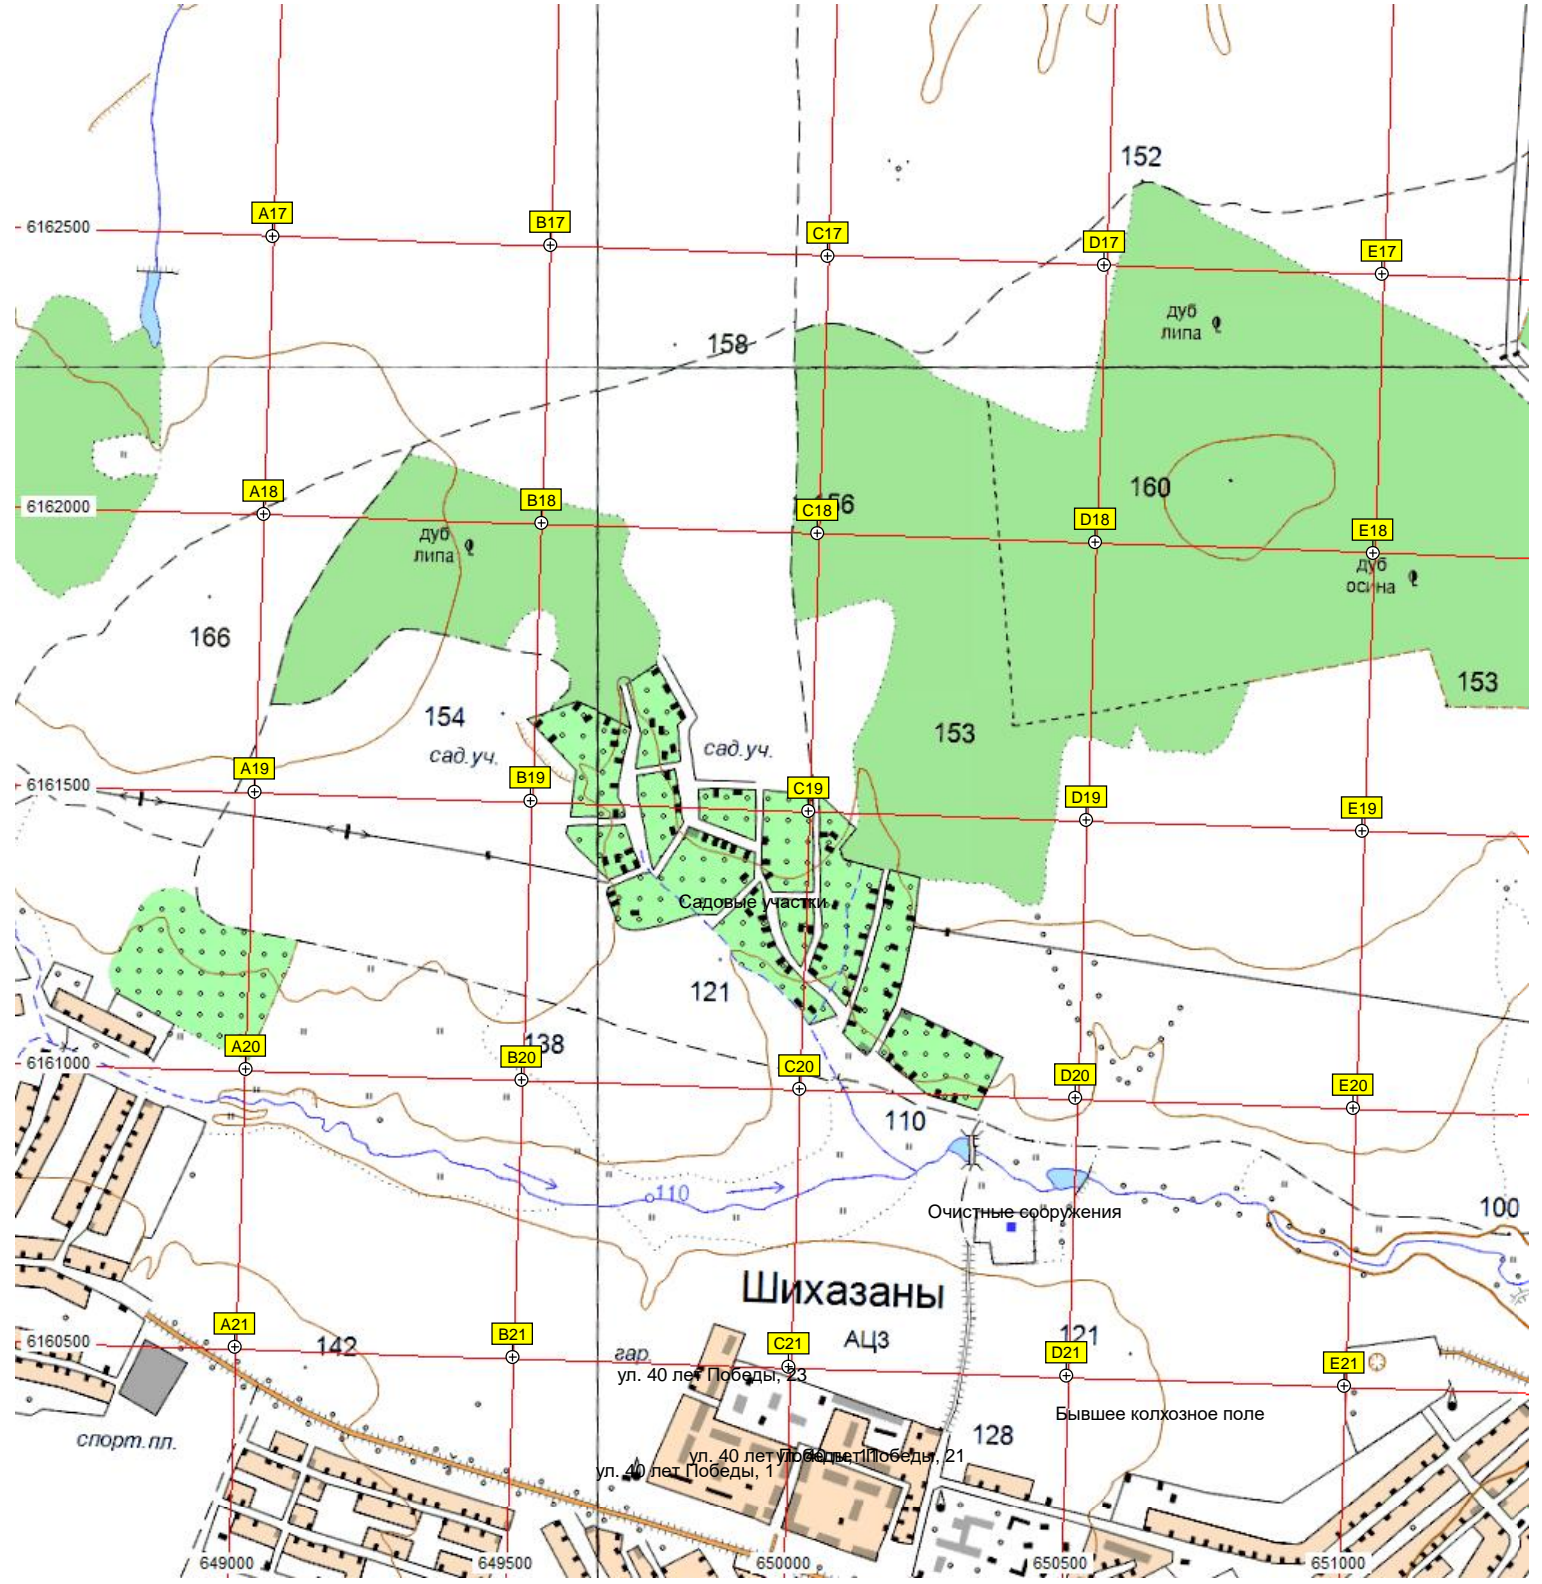 152
A17
B17
C17
D17
E17
6162500
дуб
липа
158
A18
B18
C18
D18
E18
6162000
160
дуб
липа
дуб
осина
166
153
154
153
сад.уч.
сад.уч.
A19
B19
C19
D19
E19
6161500
Садовые участки
121
138
A20
B20
C20
D20
E20
6161000
110
110
100
Очистные сооружения
Шихазаны
АЦЗ
121
A21
B21
C21
D21
E21
6160500
142
гар.
ул. 40 лет Победы, 23
Бывшее колхозное поле
128
спорт.пл.
ул. 40 лет Победы, 1
649000
649500
650000
650500
651000